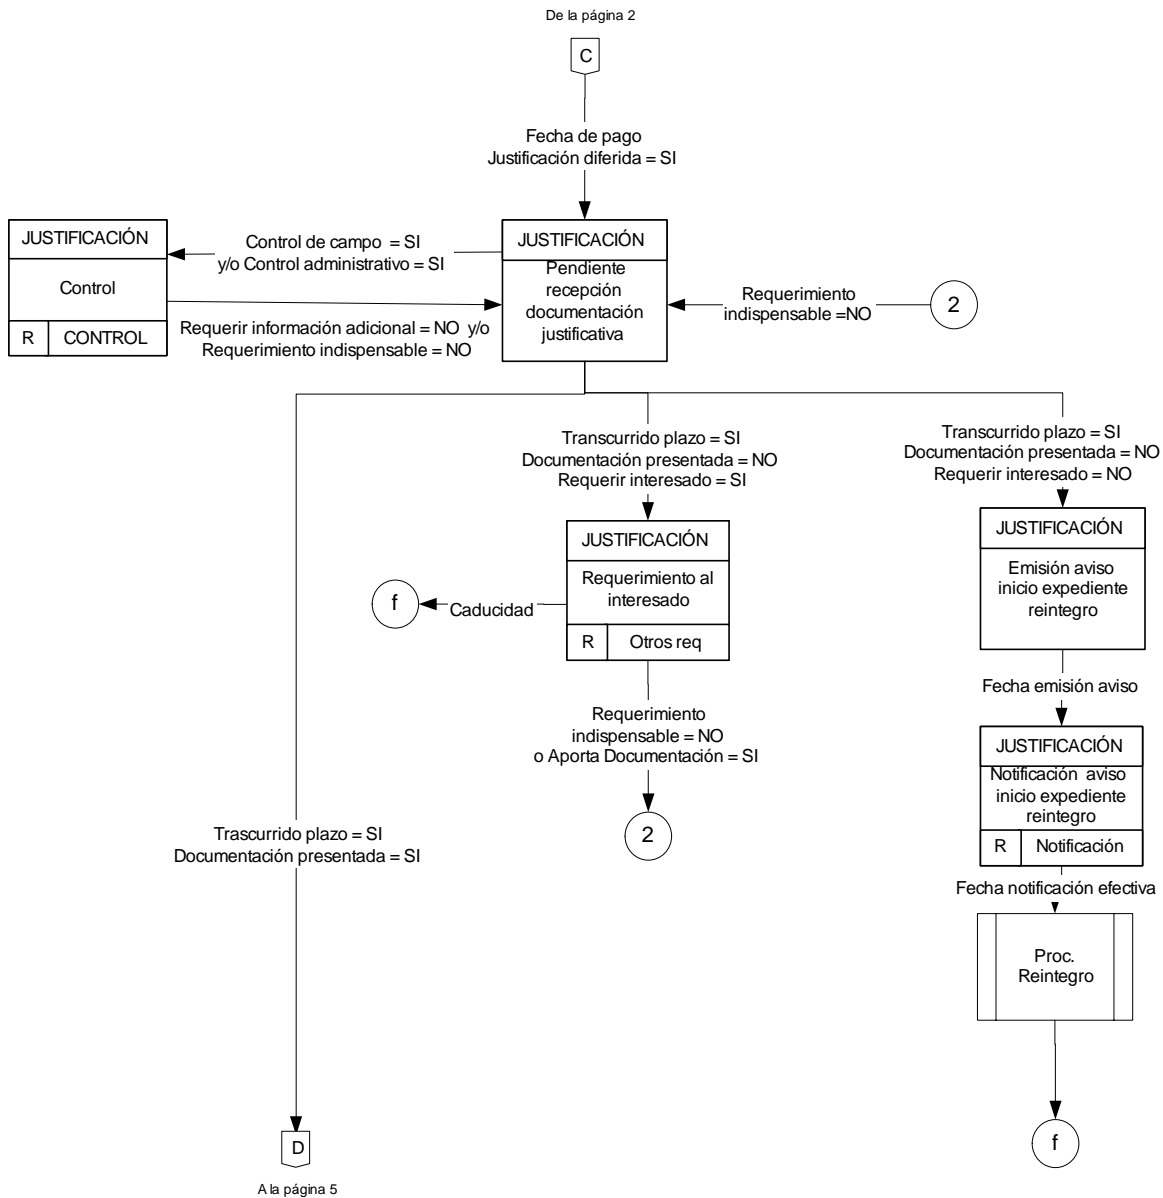 De la página 2
C
Fecha de pago
Justificación diferida = SI
JUSTIFICACIÓN
Control
R
CONTROL
Control de campo = SI
y/o Control administrativo = SI
Requerir información adicional = NO y/o
Requerimiento indispensable = NO
JUSTIFICACIÓN
Pendiente
recepción
documentación
justificativa
Requerimiento
indispensable =NO
2
Transcurrido plazo = SI
Documentación presentada = NO
Requerir interesado = SI
Transcurrido plazo = SI
Documentación presentada = NO
Requerir interesado = NO
JUSTIFICACIÓN
Requerimiento al
interesado
R
Otros req
f
Caducidad
JUSTIFICACIÓN
Emisión aviso
inicio expediente
reintegro
Fecha emisión aviso
Requerimiento
indispensable = NO
o Aporta Documentación = SI
2
JUSTIFICACIÓN
Notificación aviso
inicio expediente
reintegro
R
Notificación
Trascurrido plazo = SI
Documentación presentada = SI
Fecha notificación efectiva
Proc.
Reintegro
f
D
A la página 5